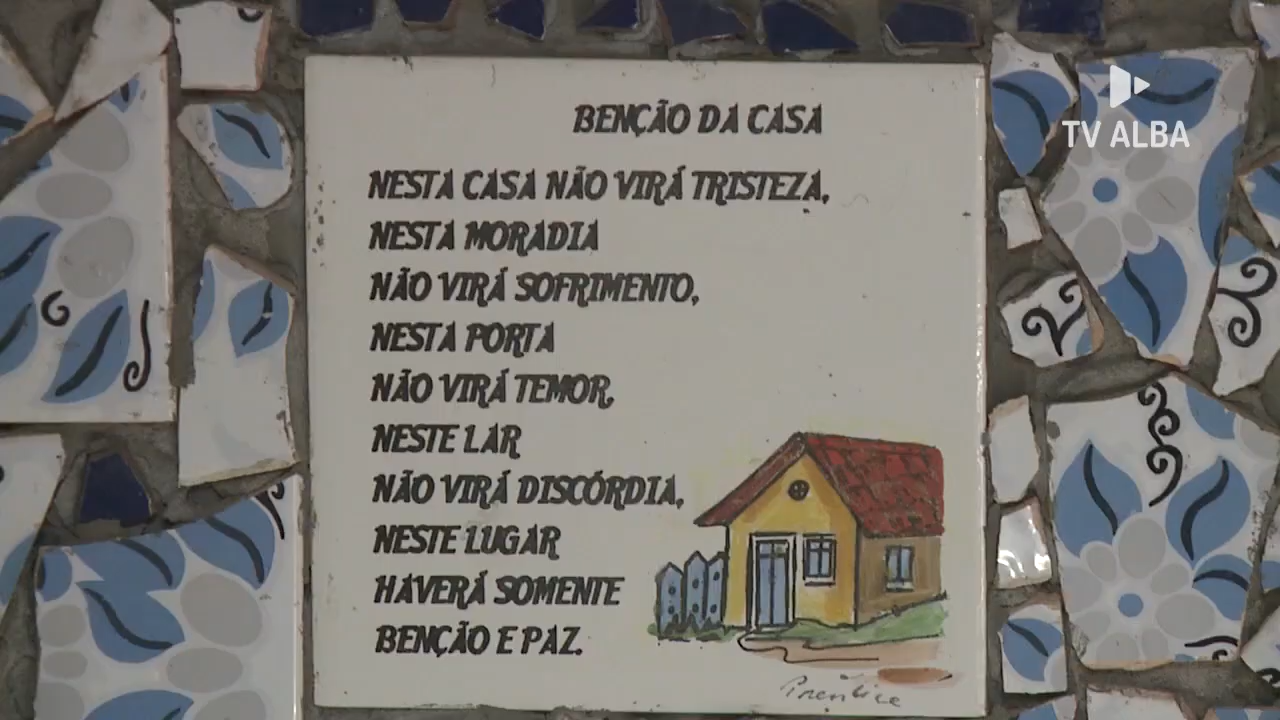 TV ALBA
BENÇÃO DA CASA
NESTA CASA NÃO VIRÁ TRISTEZA,
NESTA MORADIA
NÃO VIRÁ SOFRIMENTO,
NESTA PORTA
NÃO VIRÁ TEMOR,
NESTE LAR
NÃO VIRÁ DISCÓRDIA,
NESTE LUGAR
HAVERÁ SOMENTE
BENÇÃO E PAZ.